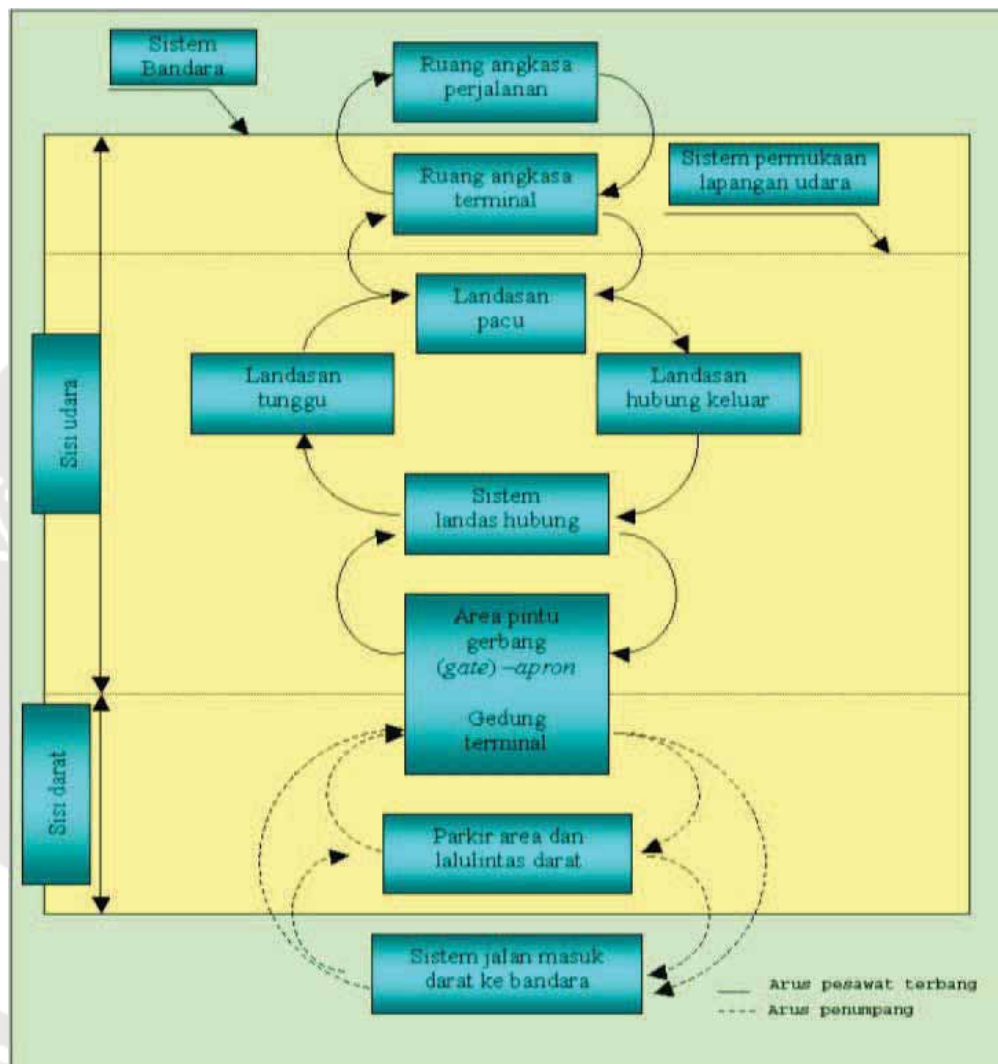 Sistem
Bandara
Ruang angkasa
perjalanan
Ruang angkasa
terminal
Sistem permukaan
lapangan udara
Landasan
pacu
Landasan
tunggu
Landasan
hubung keluar
Sisi udara
Sistem
landas hubung
Area pintu
gerbang
(gate) –apron
Gedung
terminal
Sisi darat
Parkir area dan
lalulintas darat
Sistem jalan masuk
darat ke bandara
Arus pesawat terbang
Arus penumpang